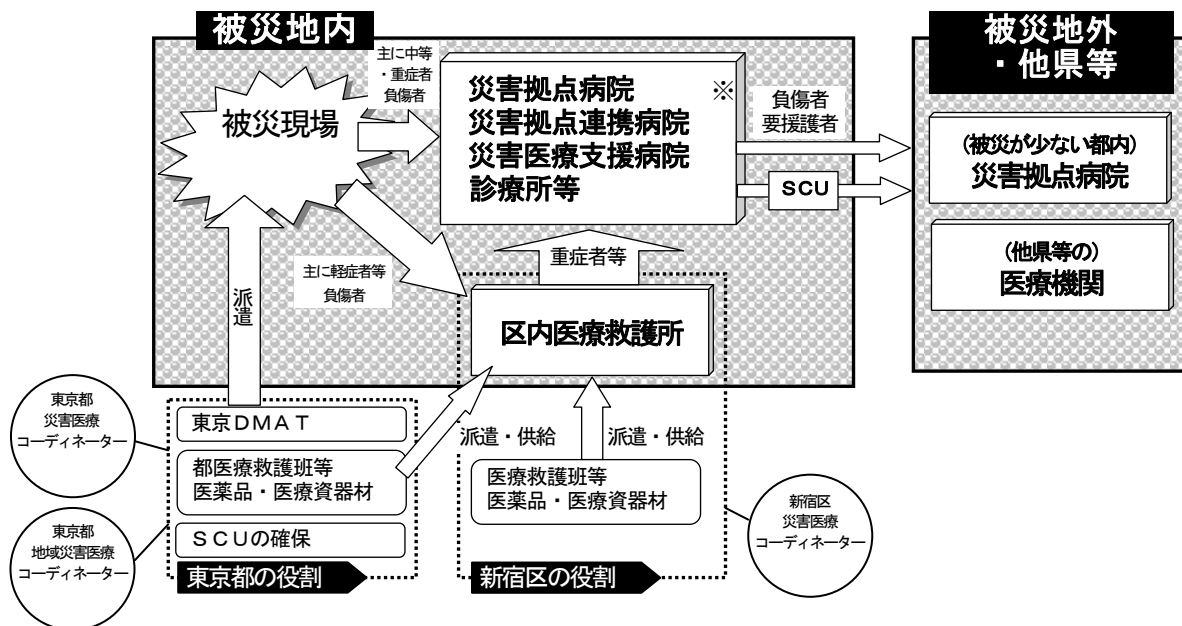 被災地内
被災地外
・他県等
主に中等
・重症者
負傷者
被災現場
災害拠点病院 ※
災害拠点連携病院
災害医療支援病院
診療所等
負傷者
要援護者
SCU
(被災が少ない都内)
災害拠点病院
(他県等の)
医療機関
重症者等
主に軽症者等
負傷者
派遣
区内医療救護所
東京都
災害医療
コーディネーター
東京DMAT
都医療救護班等
医薬品・医療資器材
SCUの確保
東京都の役割
東京都
地域災害医療
コーディネーター
派遣・供給
派遣・供給
医療救護班等
医薬品・医療資器材
新宿区の役割
新宿区
災害医療
コーディネーター